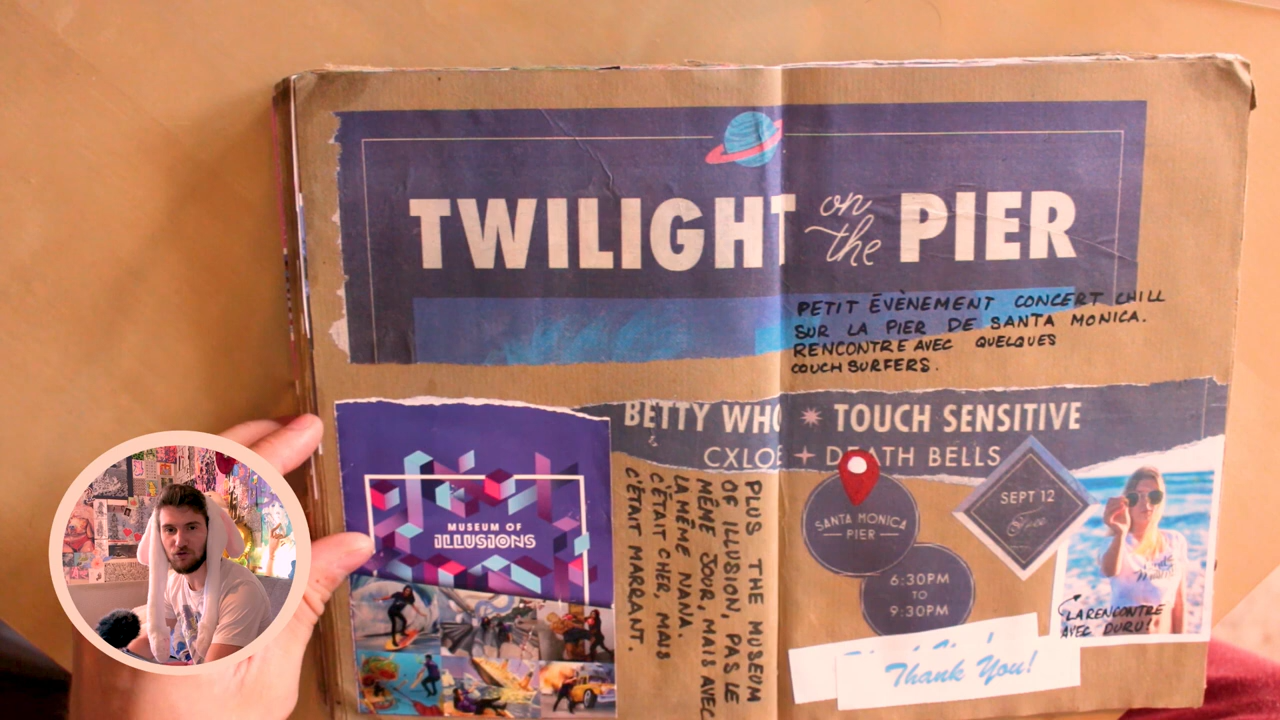 TWILIGHT on the PIER
PETIT ÉVÈNEMENT CONCERT CHILL
SUR LA PIER DE SANTA MONICA.
RENCONTRE AVEC QUELQUES
COUCHSURFERS.
BETTY WHO TOUCH SENSITIVE
CXLOE DEATH BELLS
MUSEUM OF
ILLUSIONS
PLUS THE MUSEUM
OF ILLUSION, PAS LE
MÊME JOUR, MAIS AVEC
LA MÊME NANA.
C'ÉTAIT CHER, MAIS
C'ÉTAIT MARRANT.
SANTA MONICA
PIER
6:30PM
TO
9:30PM
SEPT 12
Free
LA RENCONTRE
AVEC DURU!
Thank You!